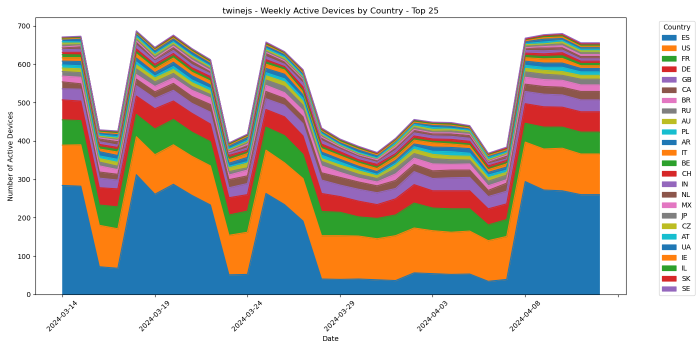 twinejs - Weekly Active Devices by Country - Top 25
Number of Active Devices
700
600
500
400
300
200
100
0
2024-03-14
2024-03-19
2024-03-24
2024-03-29
2024-04-03
2024-04-08
Date
Country
ES
US
FR
DE
GB
CA
BR
RU
AU
PL
AR
IT
BE
CH
IN
NL
MX
JP
CZ
AT
UA
IE
IL
SK
SE